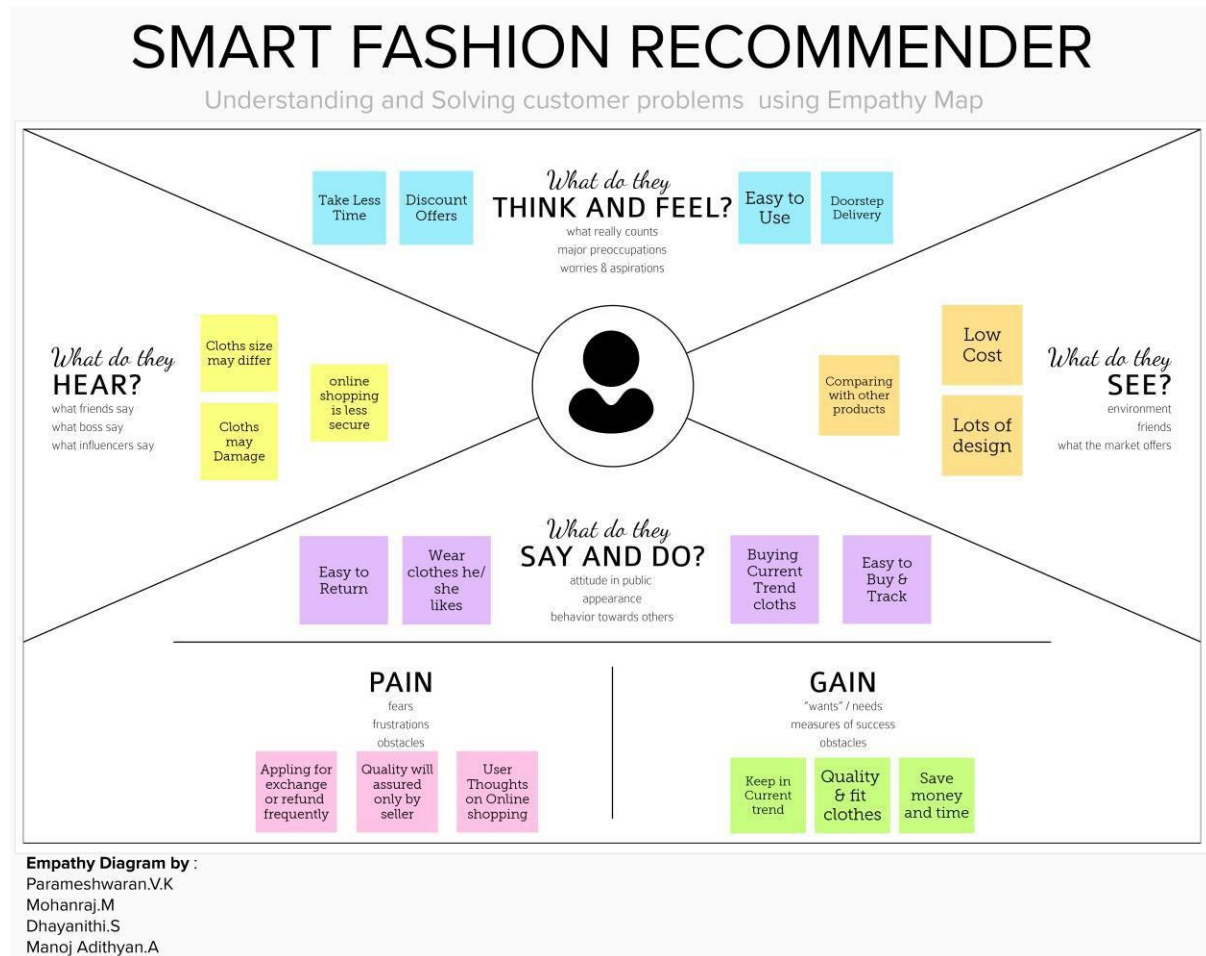 SMART FASHION RECOMMENDER
Understanding and Solving customer problems using Empathy Map
Take Less
Time
Discount
Offers
What do they
THINK AND FEEL?
what really counts
major preoccupations
worries & aspirations
Easy to
Use
Doorstep
Delivery
What do they
HEAR?
what friends say
what boss say
what influencers say
Cloths size
may differ
Cloths
may
Damage
online
shopping
is less
secure
Comparing
with other
products
Low
Cost
Lots of
design
What do they
SEE?
environment
friends
what the market offers
Easy to
Return
Wear
clothes he/
she
likes
What do they
SAY AND DO?
attitude in public
appearance
behavior towards others
Buying
Current
Trend
cloths
Easy to
Buy &
Track
PAIN
fears
frustrations
obstacles
Appling for
exchange
or refund
frequently
Quality will
assured
only by
seller
User
Thoughts
on Online
shopping
GAIN
"wants" / needs
measures of success
obstacles
Keep in
Current
trend
Quality
& fit
clothes
Save
money
and time
Empathy Diagram by :
Parameshwaran.V.K
Mohanraj.M
Dhayanithi.S
Manoj Adithyan.A